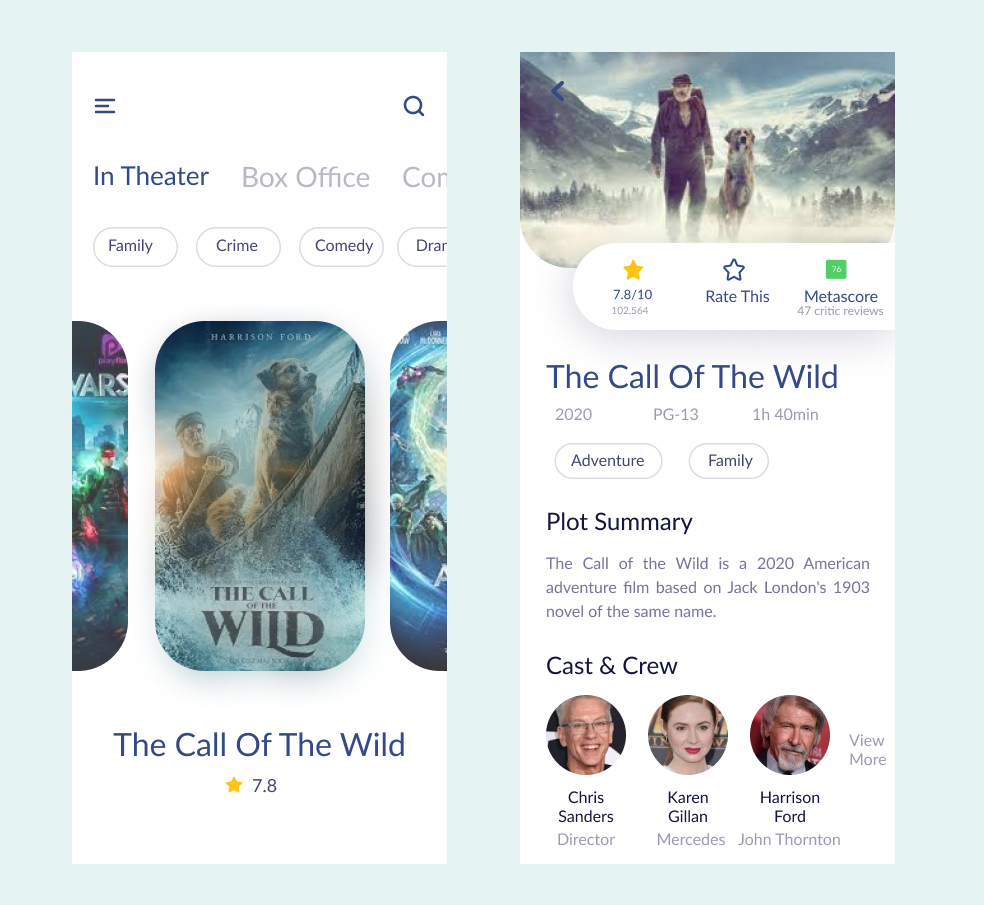 In Theater Box Office Com
Family Crime Comedy Dram
playflix
WARS
HARRISON FORD
THE CALL
OF THE
WILD
The Call Of The Wild
7.8
76
7.8/10 Rate This Metascore
102,564 47 critic reviews
The Call Of The Wild
2020 PG-13 1h 40min
Adventure Family
Plot Summary
The Call of the Wild is a 2020 American
adventure film based on Jack London's 1903
novel of the same name.
Cast & Crew
View
More
Chris
Sanders
Director
Karen
Gillan
Mercedes
Harrison
Ford
John Thornton